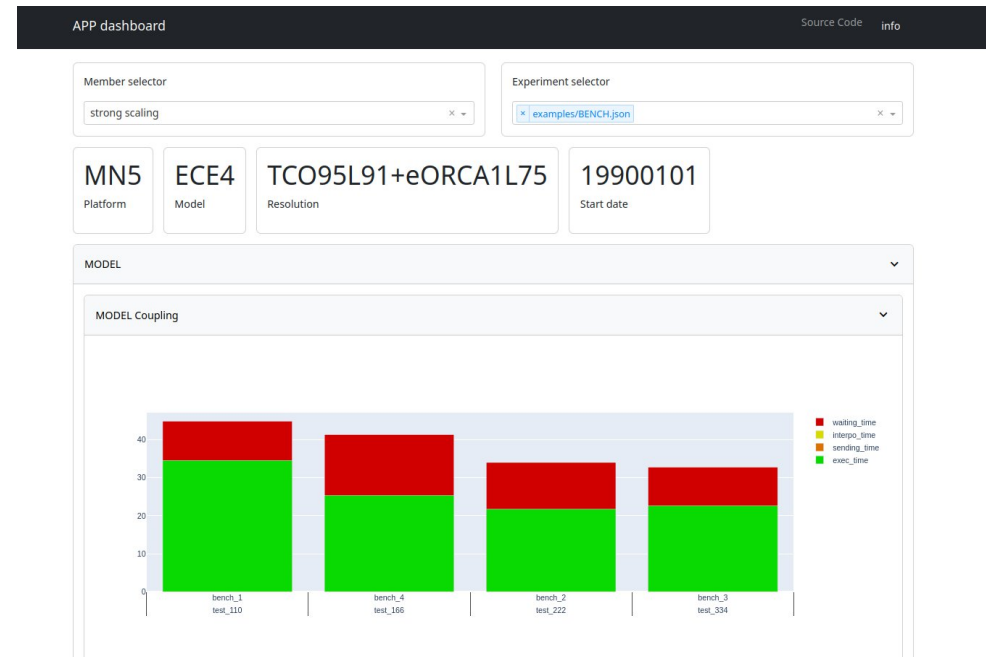 APP dashboard
Source Code
info
Member selector
Experiment selector
strong scaling
× examples/BENCH.json
MN5
Platform
ECE4
Model
TCO95L91+eORCA1L75
Resolution
19900101
Start date
MODEL
MODEL Coupling
40
30
20
10
0
waiting_time
interpo_time
sending_time
exec_time
bench_1
bench_4
bench_2
bench_3
test_110
test_166
test_222
test_334